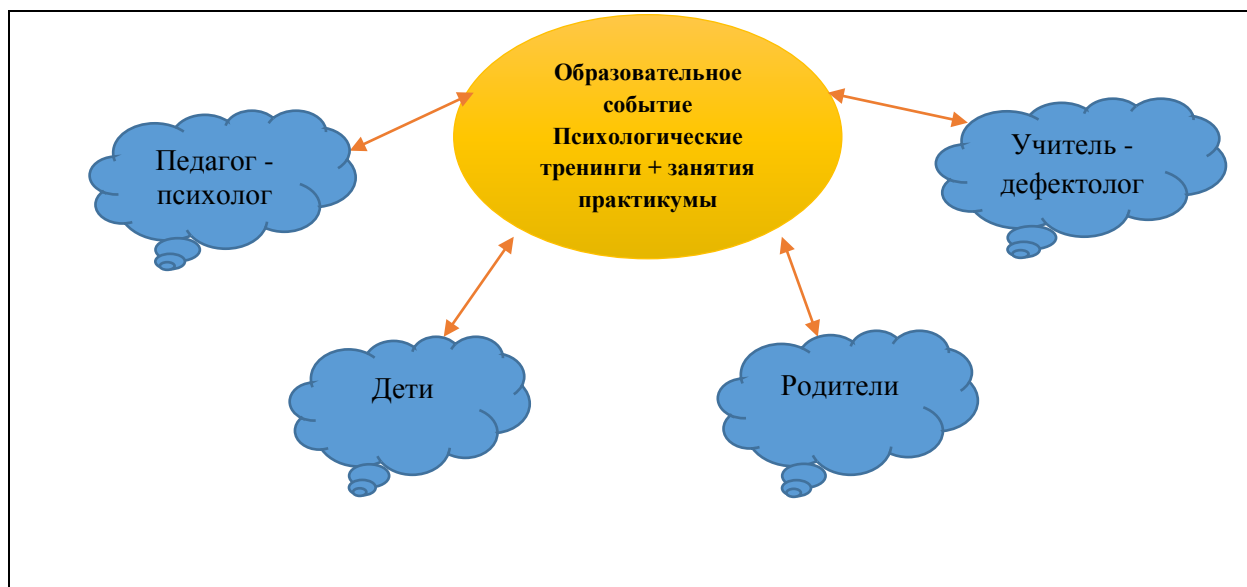 Образовательное
событие
Психологические
тренинги + занятия
практикумы
Педагог -
психолог
Учитель -
дефектолог
Дети
Родители